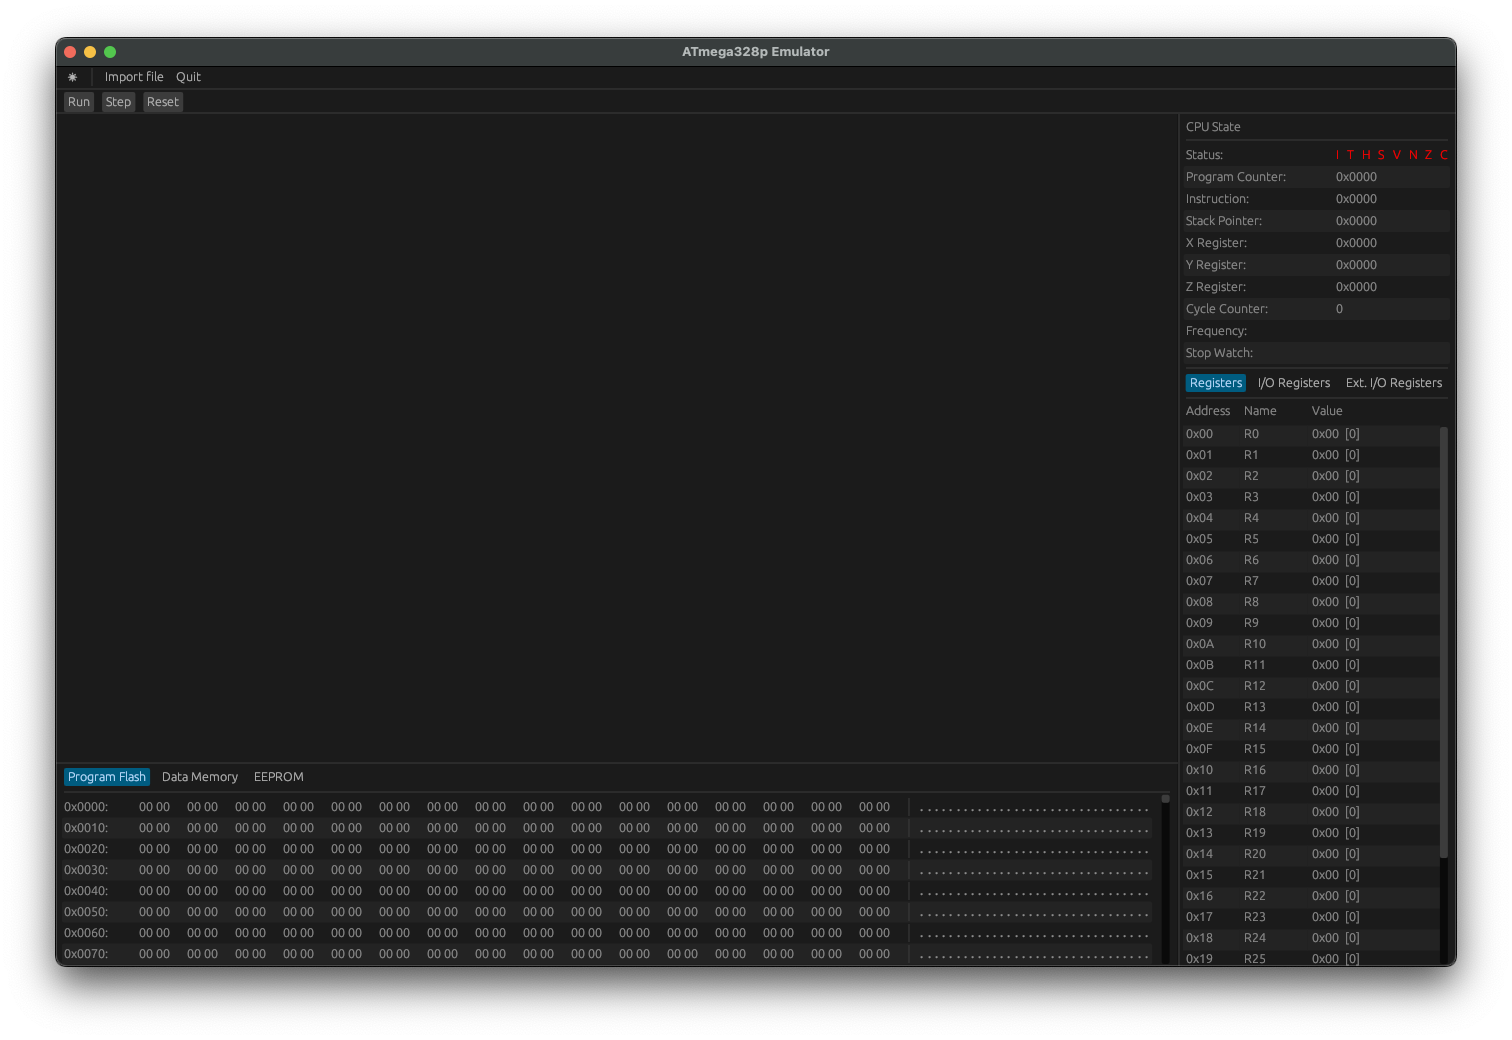 ATmega328p Emulator
Import file Quit
Run Step Reset
CPU State
Status: I T H S V N Z C
Program Counter: 0x0000
Instruction: 0x0000
Stack Pointer: 0x0000
X Register: 0x0000
Y Register: 0x0000
Z Register: 0x0000
Cycle Counter: 0
Frequency:
Stop Watch:
Registers I/O Registers Ext. I/O Registers
Address Name Value
0x00 R0 0x00 [0]
0x01 R1 0x00 [0]
0x02 R2 0x00 [0]
0x03 R3 0x00 [0]
0x04 R4 0x00 [0]
0x05 R5 0x00 [0]
0x06 R6 0x00 [0]
0x07 R7 0x00 [0]
0x08 R8 0x00 [0]
0x09 R9 0x00 [0]
0x0A R10 0x00 [0]
0x0B R11 0x00 [0]
0x0C R12 0x00 [0]
0x0D R13 0x00 [0]
0x0E R14 0x00 [0]
0x0F R15 0x00 [0]
0x10 R16 0x00 [0]
0x11 R17 0x00 [0]
0x12 R18 0x00 [0]
0x13 R19 0x00 [0]
0x14 R20 0x00 [0]
0x15 R21 0x00 [0]
0x16 R22 0x00 [0]
0x17 R23 0x00 [0]
0x18 R24 0x00 [0]
0x19 R25 0x00 [0]
Program Flash Data Memory EEPROM
0x0000: 00 00 00 00 00 00 00 00 00 00 00 00 00 00 00 00 00 00 00 00 00 00 00 00 00 00 00 00 00 00 00 00 ................................
0x0010: 00 00 00 00 00 00 00 00 00 00 00 00 00 00 00 00 00 00 00 00 00 00 00 00 00 00 00 00 00 00 00 00 ................................
0x0020: 00 00 00 00 00 00 00 00 00 00 00 00 00 00 00 00 00 00 00 00 00 00 00 00 00 00 00 00 00 00 00 00 ................................
0x0030: 00 00 00 00 00 00 00 00 00 00 00 00 00 00 00 00 00 00 00 00 00 00 00 00 00 00 00 00 00 00 00 00 ................................
0x0040: 00 00 00 00 00 00 00 00 00 00 00 00 00 00 00 00 00 00 00 00 00 00 00 00 00 00 00 00 00 00 00 00 ................................
0x0050: 00 00 00 00 00 00 00 00 00 00 00 00 00 00 00 00 00 00 00 00 00 00 00 00 00 00 00 00 00 00 00 00 ................................
0x0060: 00 00 00 00 00 00 00 00 00 00 00 00 00 00 00 00 00 00 00 00 00 00 00 00 00 00 00 00 00 00 00 00 ................................
0x0070: 00 00 00 00 00 00 00 00 00 00 00 00 00 00 00 00 00 00 00 00 00 00 00 00 00 00 00 00 00 00 00 00 ................................